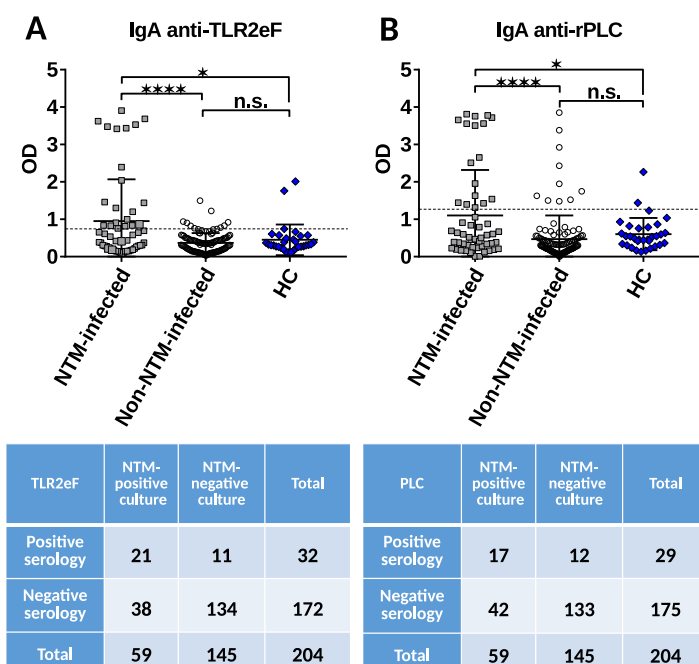 A
IgA anti-TLR2eF
OD
5
4
3
2
1
0
✶
✶✶✶✶
n.s.
NTM-infected
Non-NTM-infected
HC
B
IgA anti-rPLC
OD
5
4
3
2
1
0
✶
✶✶✶✶
n.s.
NTM-infected
Non-NTM-infected
HC
TLR2eF NTM- NTM- Total
positive negative
culture culture
Positive 21 11 32
serology
Negative 38 134 172
serology
Total 59 145 204
PLC NTM- NTM- Total
positive negative
culture culture
Positive 17 12 29
serology
Negative 42 133 175
serology
Total 59 145 204